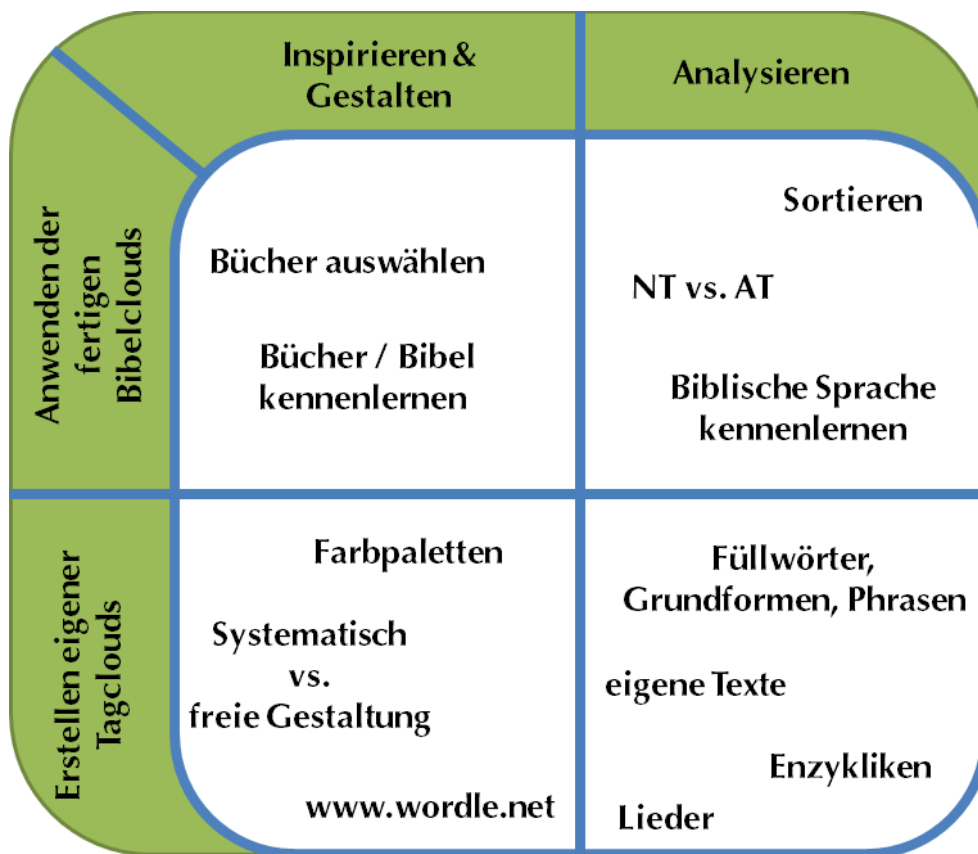 Inspirieren &
Gestalten
Analysieren
Anwenden der
fertigen
Bibelclouds
Bücher auswählen
Bücher / Bibel
kennenlernen
Sortieren
NT vs. AT
Biblische Sprache
kennenlernen
Erstellen eigener
Tagclouds
Farbpaletten
Systematisch
vs.
freie Gestaltung
www.wordle.net
Füllwörter,
Grundformen, Phrasen
eigene Texte
Enzykliken
Lieder